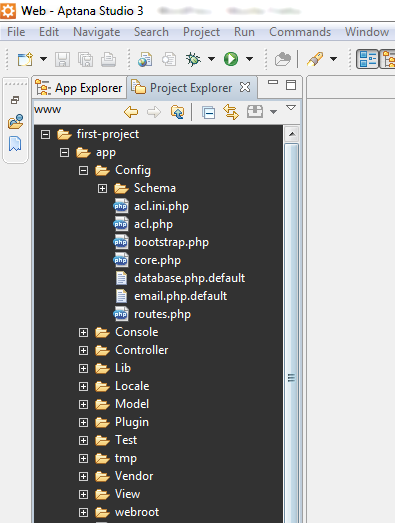 Web - Aptana Studio 3
File Edit Navigate Search Project Run Commands Window
App Explorer Project Explorer
www
first-project
app
Config
Schema
acl.ini.php
acl.php
bootstrap.php
core.php
database.php.default
email.php.default
routes.php
Console
Controller
Lib
Locale
Model
Plugin
Test
tmp
Vendor
View
webroot